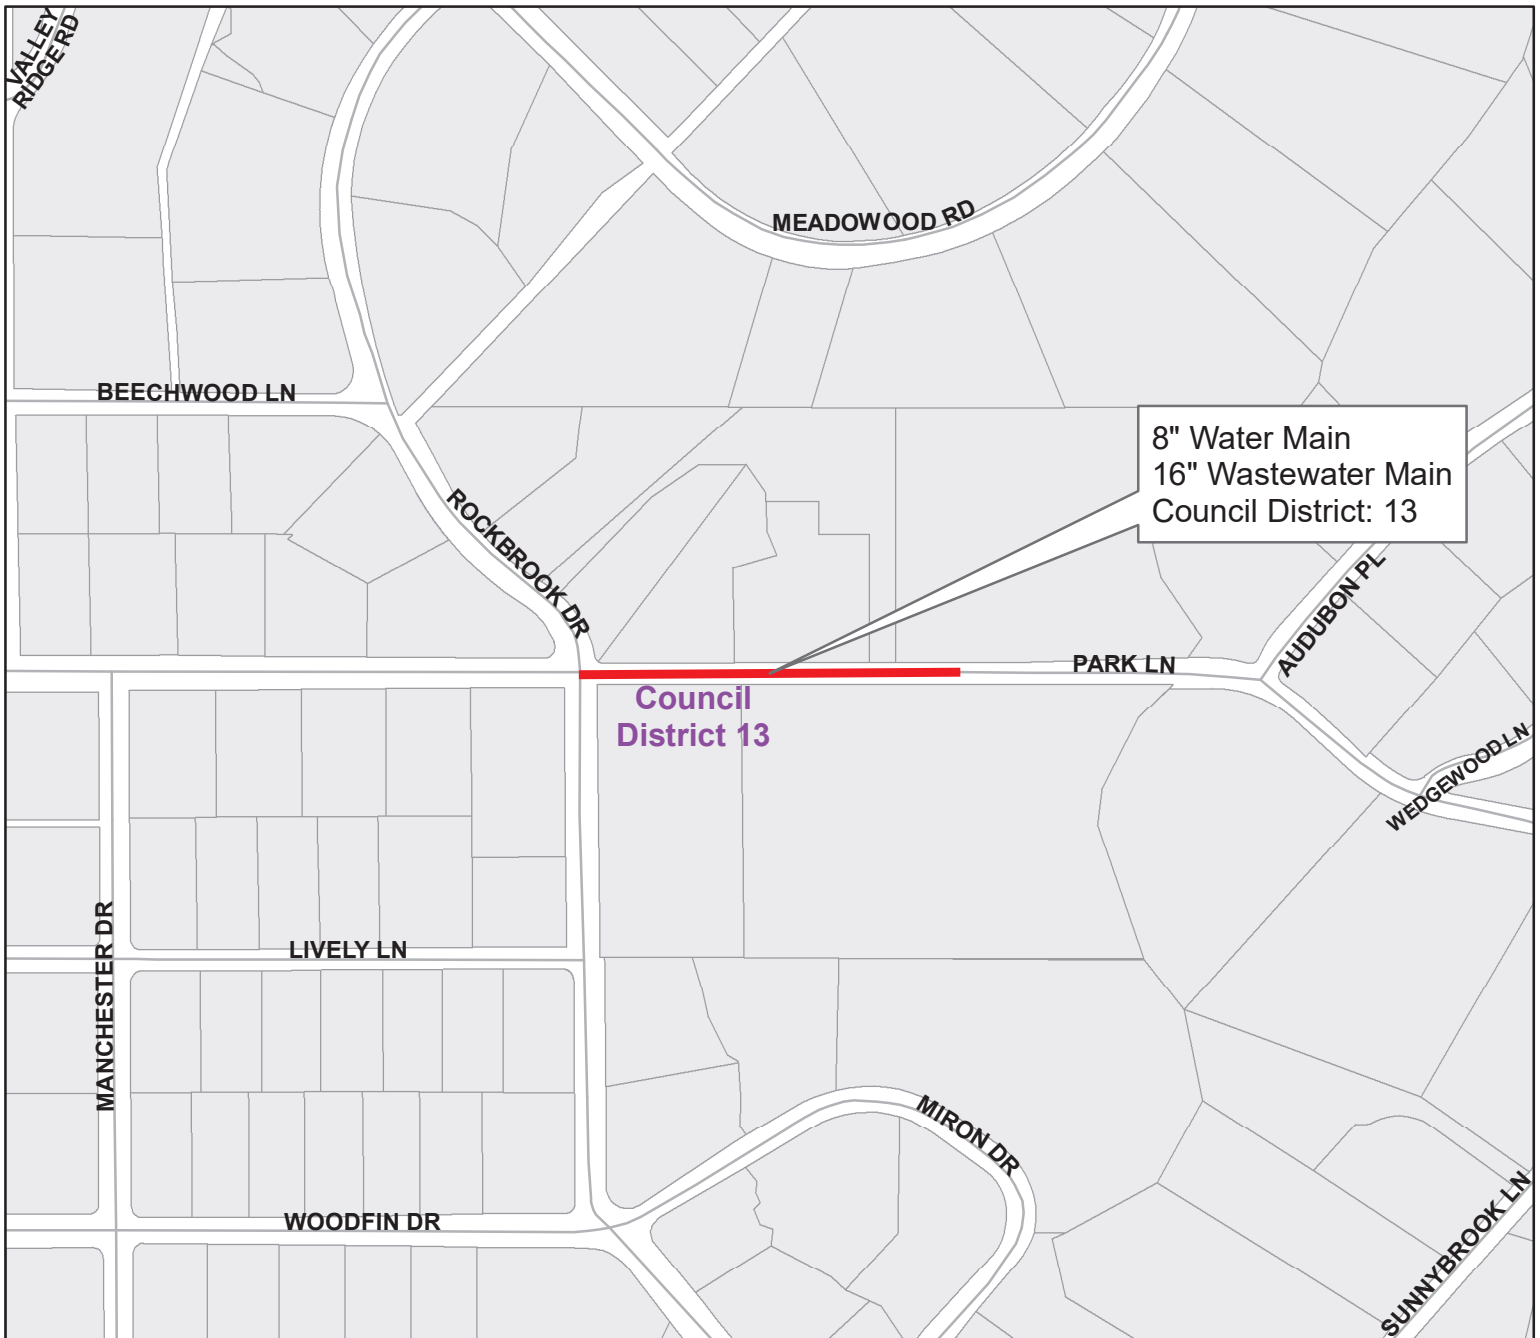 VALLEY
RIDGE RD
MEADOWOOD RD
BEECHWOOD LN
8" Water Main
16" Wastewater Main
Council District: 13
ROCKBROOK DR
AUDUBON PL
PARK LN
Council
District 13
WEDGEWOOD LN
MANCHESTER DR
LIVELY LN
MIRON DR
WOODFIN DR
SUNNYBROOK LN